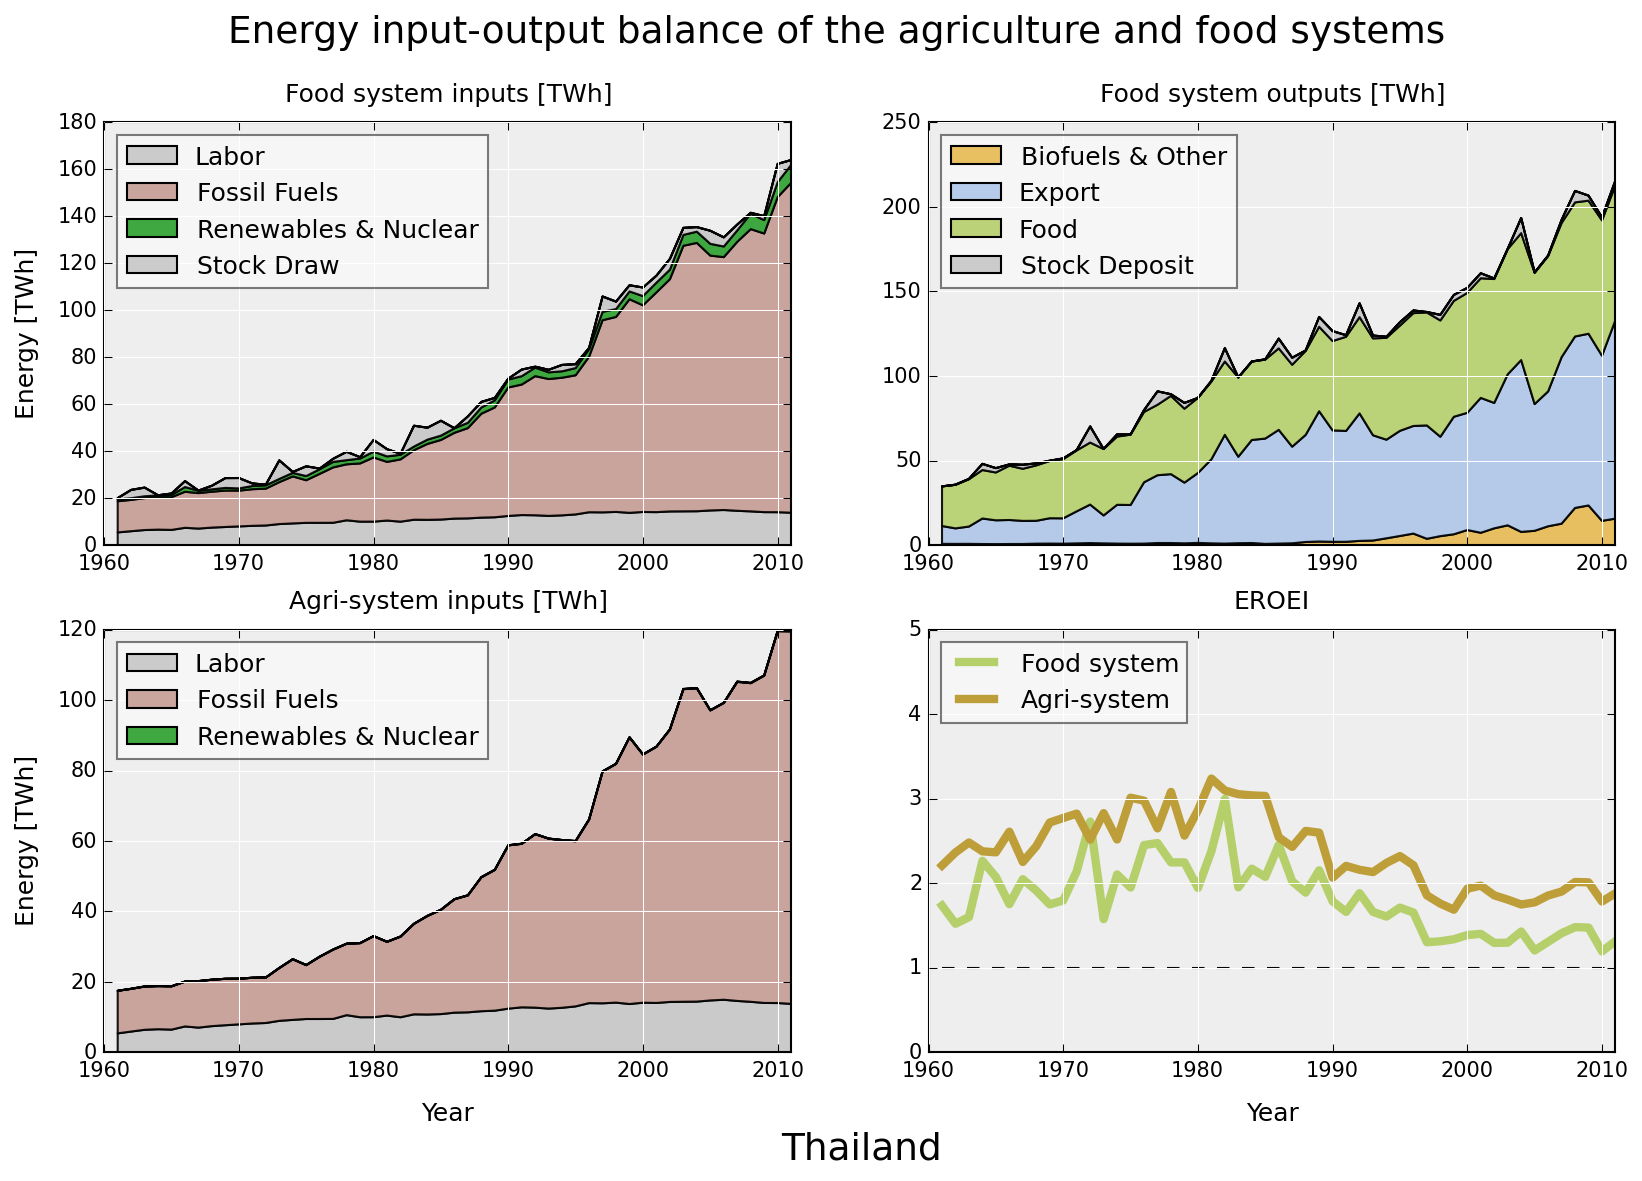 Energy input-output balance of the agriculture and food systems
Food system inputs [TWh]
Energy [TWh]
180
160
140
120
100
80
60
40
20
0
Labor
Fossil Fuels
Renewables & Nuclear
Stock Draw
1960 1970 1980 1990 2000 2010
Food system outputs [TWh]
250
200
150
100
50
0
Biofuels & Other
Export
Food
Stock Deposit
1960 1970 1980 1990 2000 2010
Agri-system inputs [TWh]
Energy [TWh]
120
100
80
60
40
20
0
Labor
Fossil Fuels
Renewables & Nuclear
1960 1970 1980 1990 2000 2010
Year
EROEI
5
4
3
2
1
0
Food system
Agri-system
1960 1970 1980 1990 2000 2010
Year
Thailand